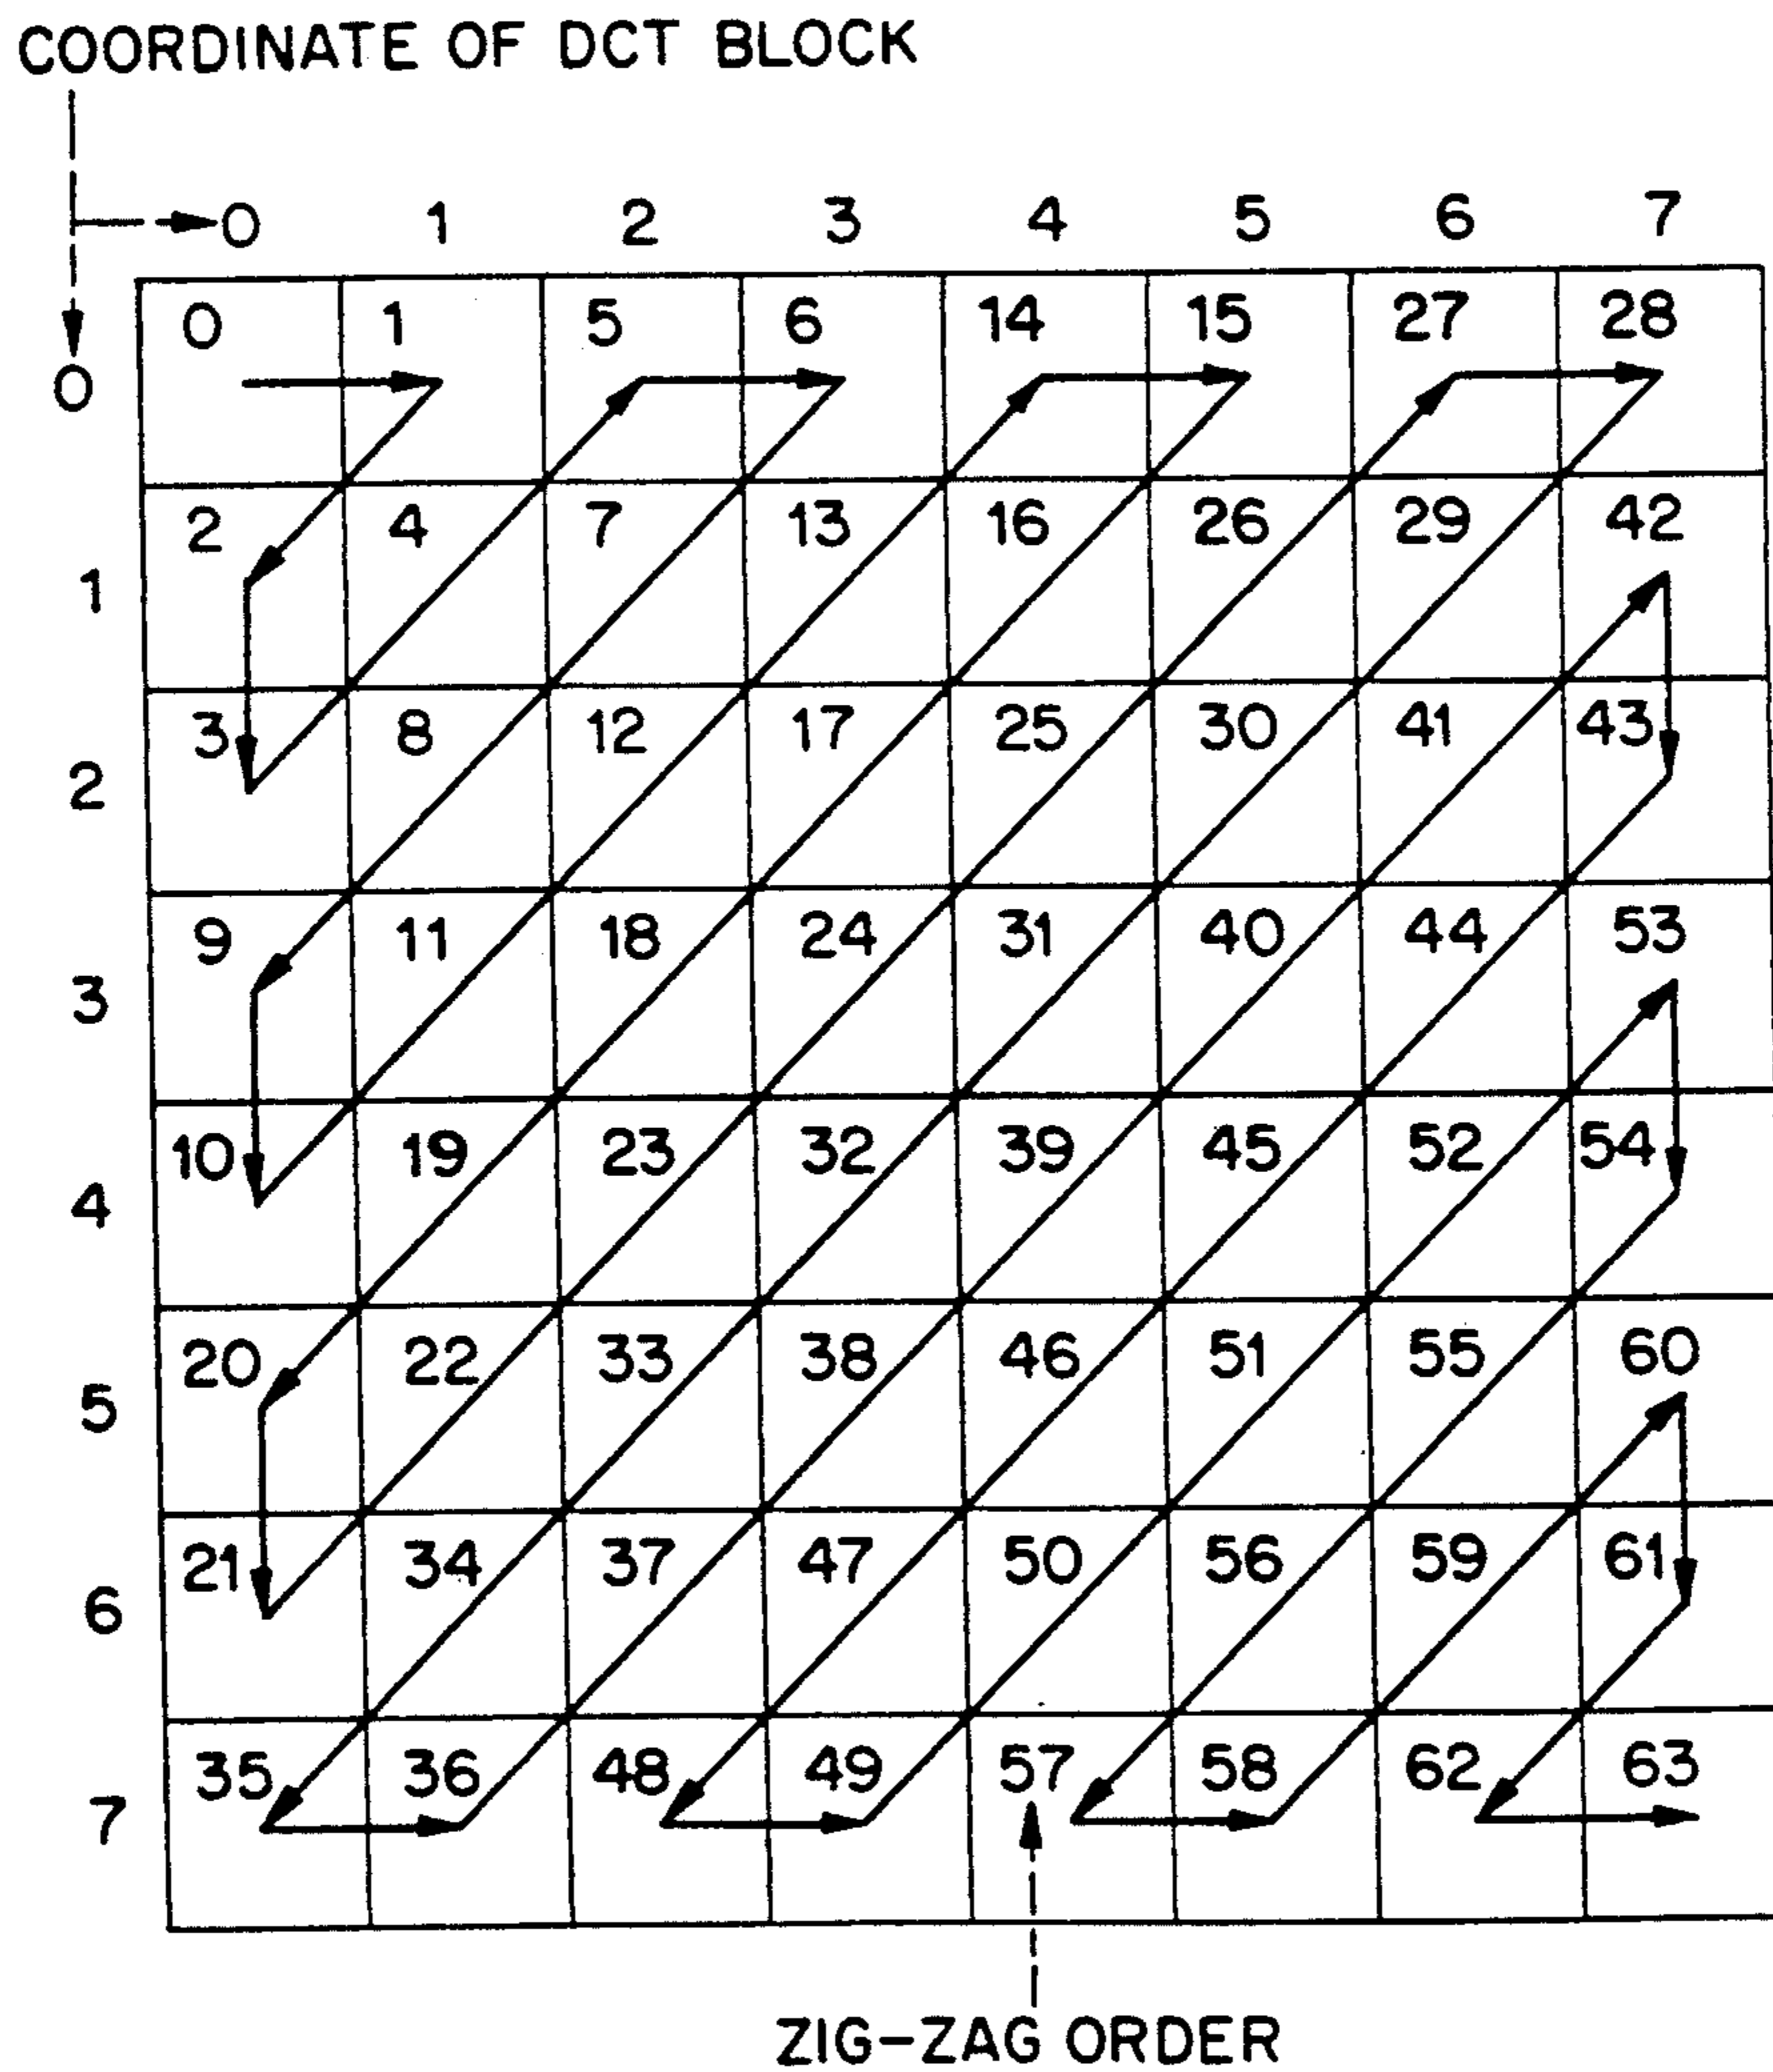 COORDINATE OF DCT BLOCK
0 1 2 3 4 5 6 7
0 1 5 6 14 15 27 28
0
2 4 7 13 16 26 29 42
1
3 8 12 17 25 30 41 43
2
9 11 18 24 31 40 44 53
3
10 19 23 32 39 45 52 54
4
20 22 33 38 46 51 55 60
5
21 34 37 47 50 56 59 61
6
35 36 48 49 57 58 62 63
7
ZIG-ZAG ORDER